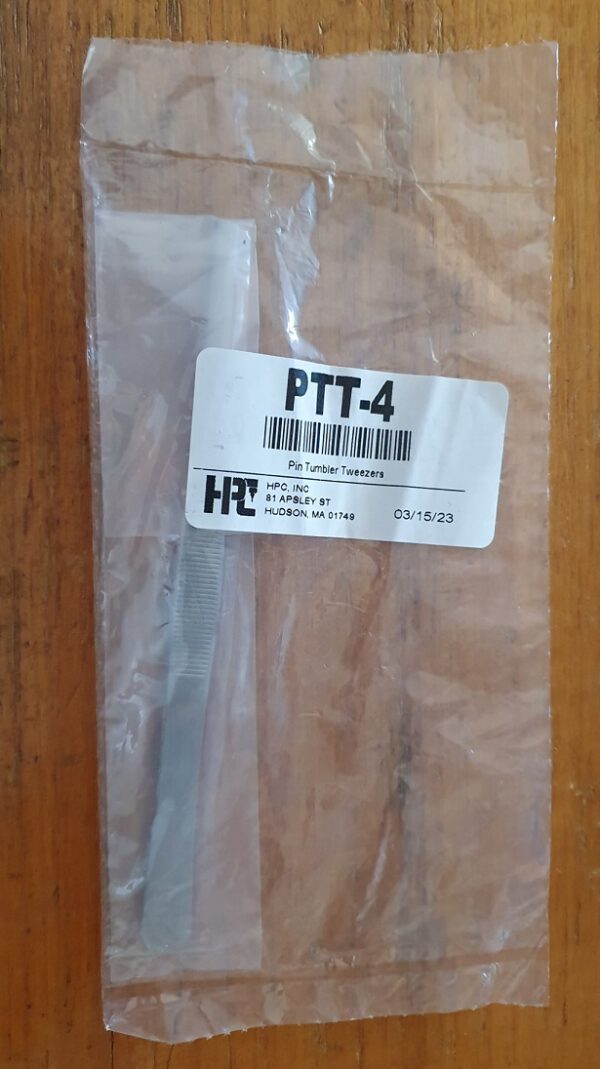 PTT-4
Pin Tumbler Tweezers
HPC
HPC, INC
81 APSLEY ST
HUDSON, MA 01749
03/15/23